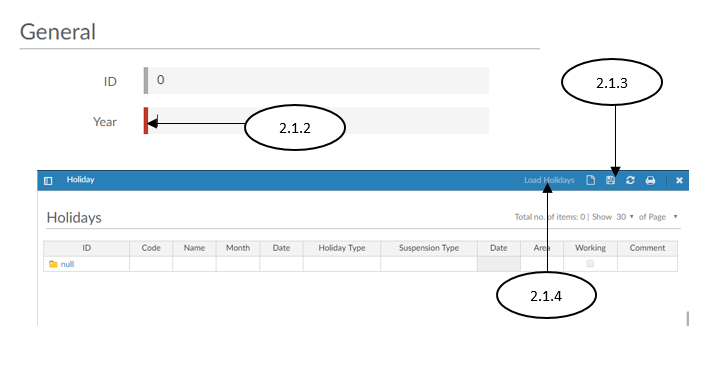 General
ID 0
2.1.3
Year
2.1.2
Holiday Load Holidays
Holidays Total no. of items: 0 | Show 30 of Page
ID Code Name Month Date Holiday Type Suspension Type Date Area Working Comment
null
2.1.4